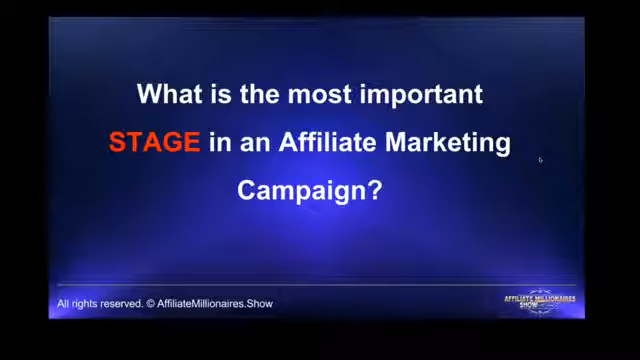 What is the most important
STAGE in an Affiliate Marketing
Campaign?
All rights reserved. © AffiliateMillionaires.Show
AFFILIATE MILLIONAIRES
SHOW